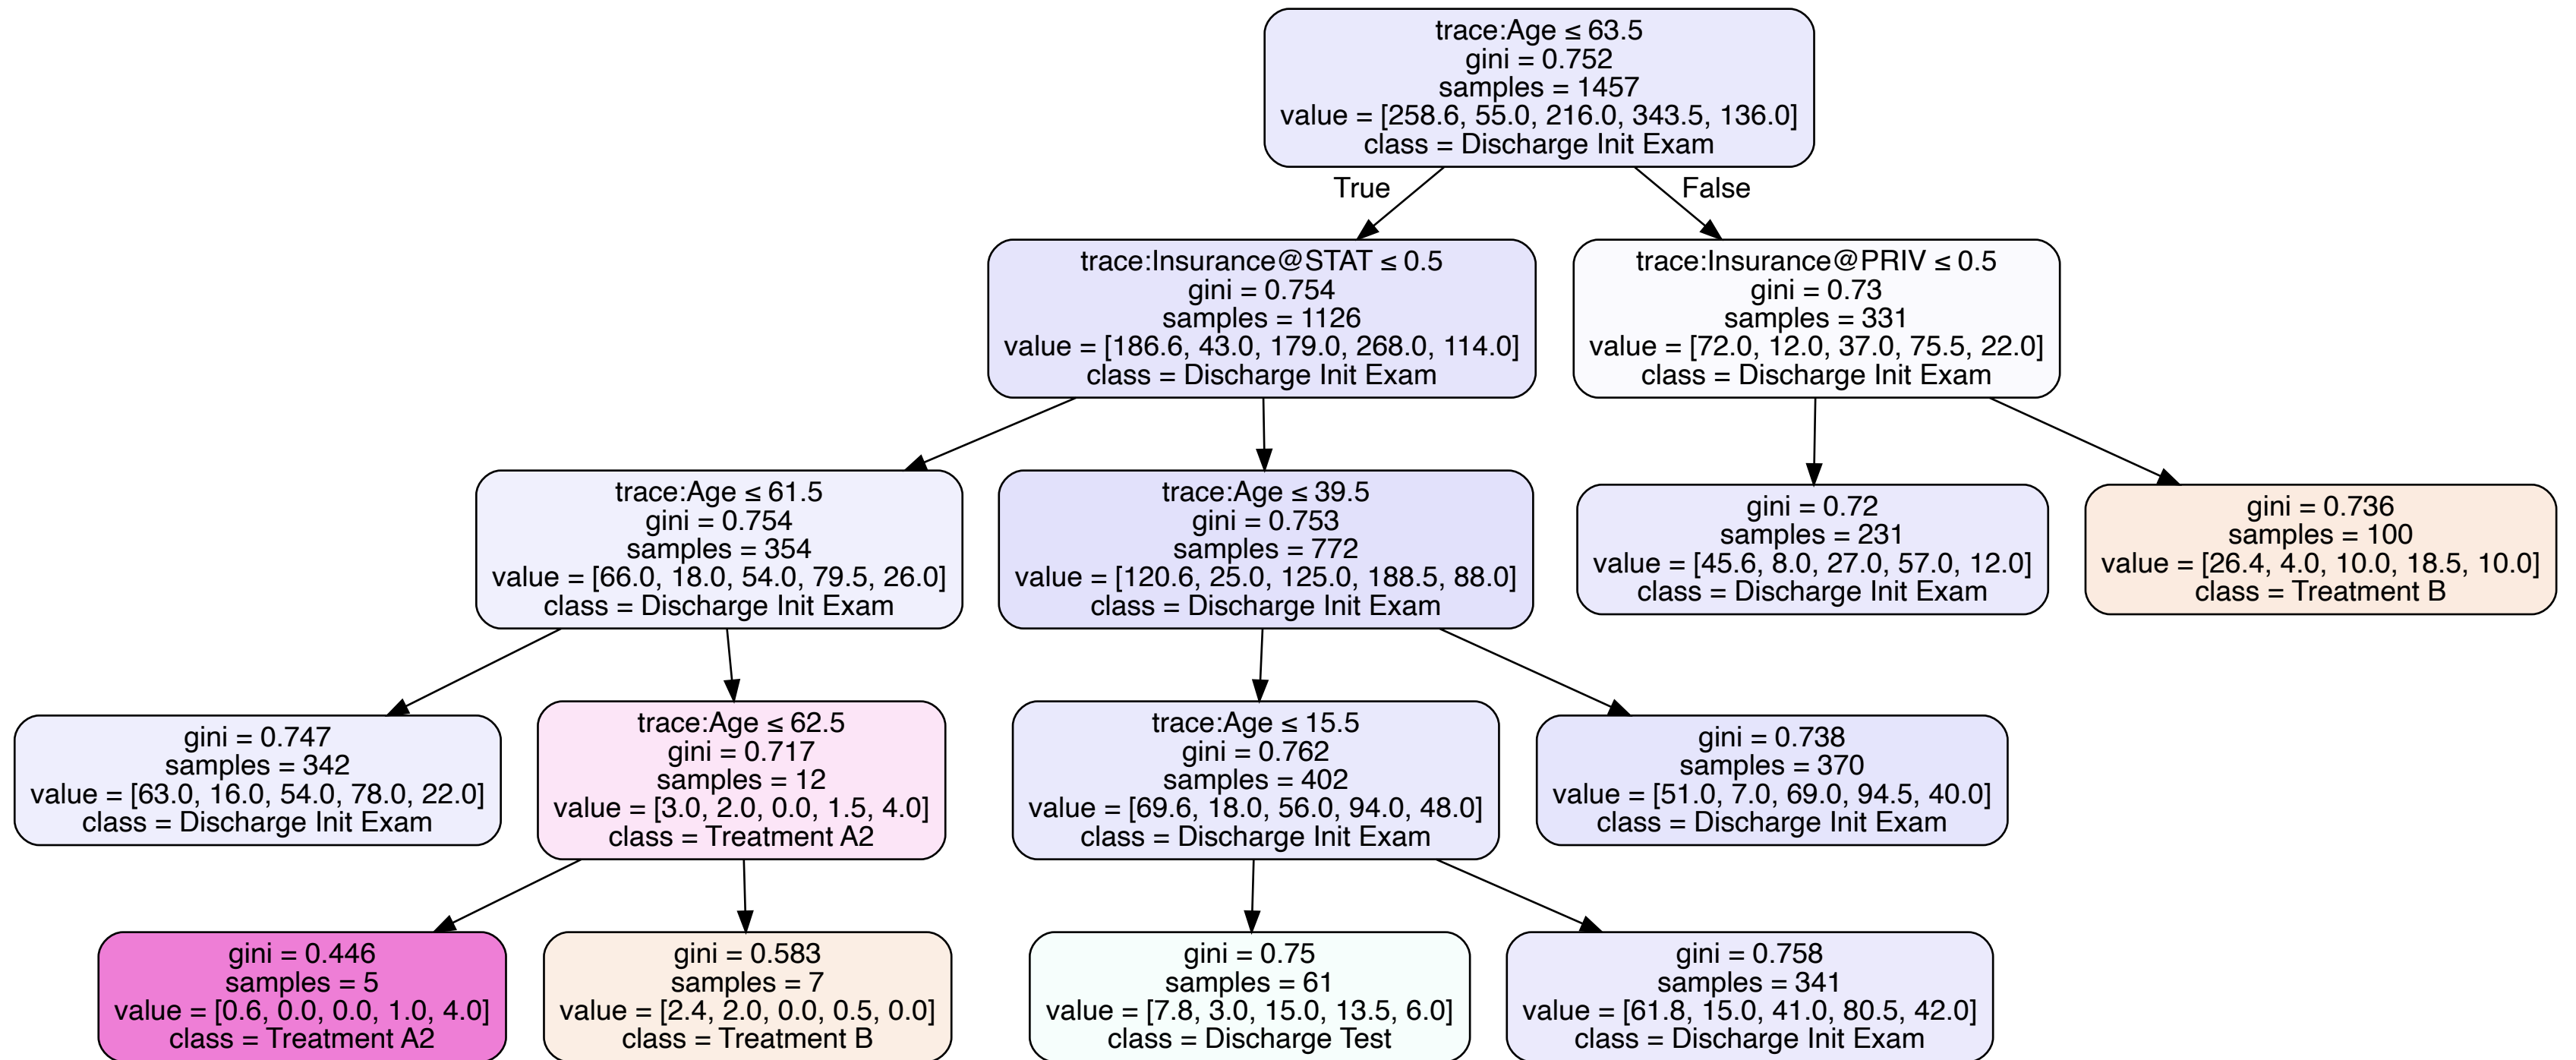 trace:Age ≤ 63.5
gini = 0.752
samples = 1457
value = [258.6, 55.0, 216.0, 343.5, 136.0]
class = Discharge Init Exam
True
False
trace:Insurance@STAT ≤ 0.5
gini = 0.754
samples = 1126
value = [186.6, 43.0, 179.0, 268.0, 114.0]
class = Discharge Init Exam
trace:Insurance@PRIV ≤ 0.5
gini = 0.73
samples = 331
value = [72.0, 12.0, 37.0, 75.5, 22.0]
class = Discharge Init Exam
trace:Age ≤ 61.5
gini = 0.754
samples = 354
value = [66.0, 18.0, 54.0, 79.5, 26.0]
class = Discharge Init Exam
trace:Age ≤ 39.5
gini = 0.753
samples = 772
value = [120.6, 25.0, 125.0, 188.5, 88.0]
class = Discharge Init Exam
gini = 0.72
samples = 231
value = [45.6, 8.0, 27.0, 57.0, 12.0]
class = Discharge Init Exam
gini = 0.736
samples = 100
value = [26.4, 4.0, 10.0, 18.5, 10.0]
class = Treatment B
gini = 0.747
samples = 342
value = [63.0, 16.0, 54.0, 78.0, 22.0]
class = Discharge Init Exam
trace:Age ≤ 62.5
gini = 0.717
samples = 12
value = [3.0, 2.0, 0.0, 1.5, 4.0]
class = Treatment A2
trace:Age ≤ 15.5
gini = 0.762
samples = 402
value = [69.6, 18.0, 56.0, 94.0, 48.0]
class = Discharge Init Exam
gini = 0.738
samples = 370
value = [51.0, 7.0, 69.0, 94.5, 40.0]
class = Discharge Init Exam
gini = 0.446
samples = 5
value = [0.6, 0.0, 0.0, 1.0, 4.0]
class = Treatment A2
gini = 0.583
samples = 7
value = [2.4, 2.0, 0.0, 0.5, 0.0]
class = Treatment B
gini = 0.75
samples = 61
value = [7.8, 3.0, 15.0, 13.5, 6.0]
class = Discharge Test
gini = 0.758
samples = 341
value = [61.8, 15.0, 41.0, 80.5, 42.0]
class = Discharge Init Exam